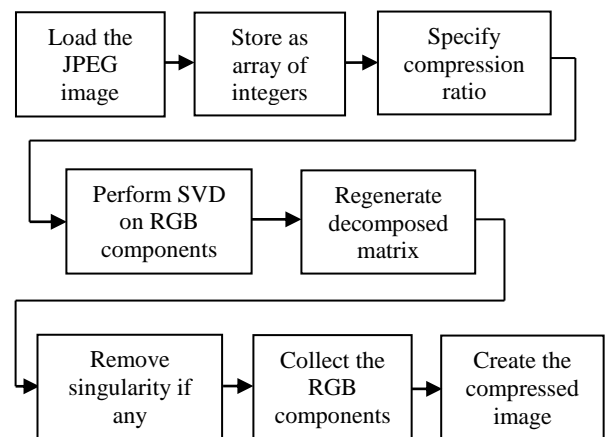 Load the
JPEG
image
Store as
array of
integers
Specify
compression
ratio
Perform SVD
on RGB
components
Regenerate
decomposed
matrix
Remove
singularity if
any
Collect the
RGB
components
Create the
compressed
image